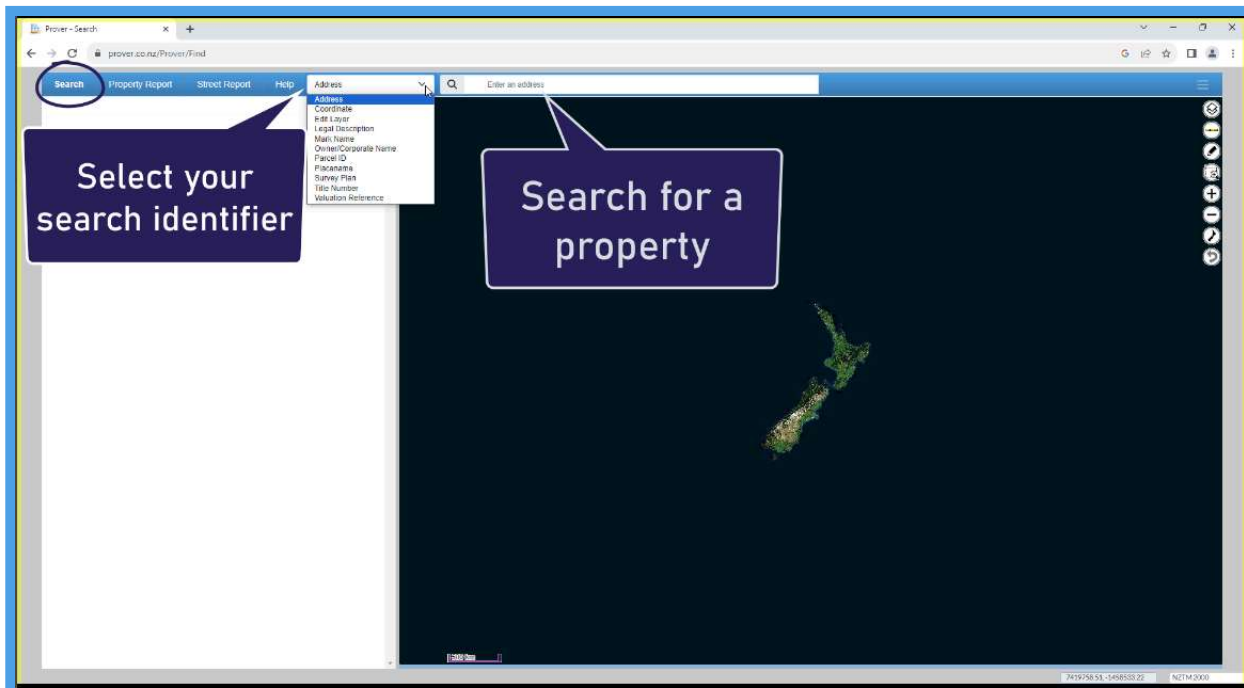 Prover - Search
prover.co.nz/Prover/Find
Search Property Report Street Report Help Address Enter an address
Address
Coordinate
Edit Layer
Legal Description
Mark Name
Owner/Corporate Name
Parcel ID
Placename
Survey Plan
Title Number
Valuation Reference
Select your
search identifier
Search for a
property
NZTM 2000